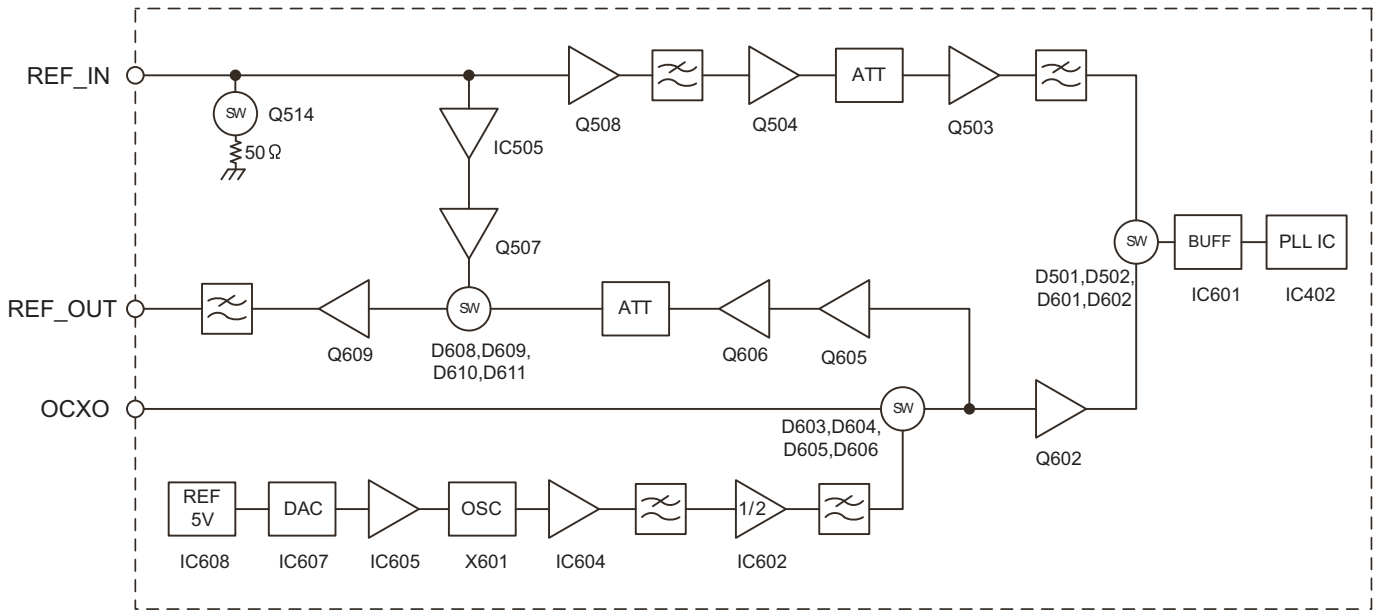 REF_IN
SW
Q514
50Ω
IC505
Q507
Q508
Q504
ATT
Q503
SW
D501,D502,
D601,D602
BUFF
IC601
PLL IC
IC402
REF_OUT
Q609
SW
D608,D609,
D610,D611
ATT
Q606
Q605
OCXO
SW
D603,D604,
D605,D606
Q602
REF
5V
IC608
DAC
IC607
IC605
OSC
X601
IC604
1/2
IC602